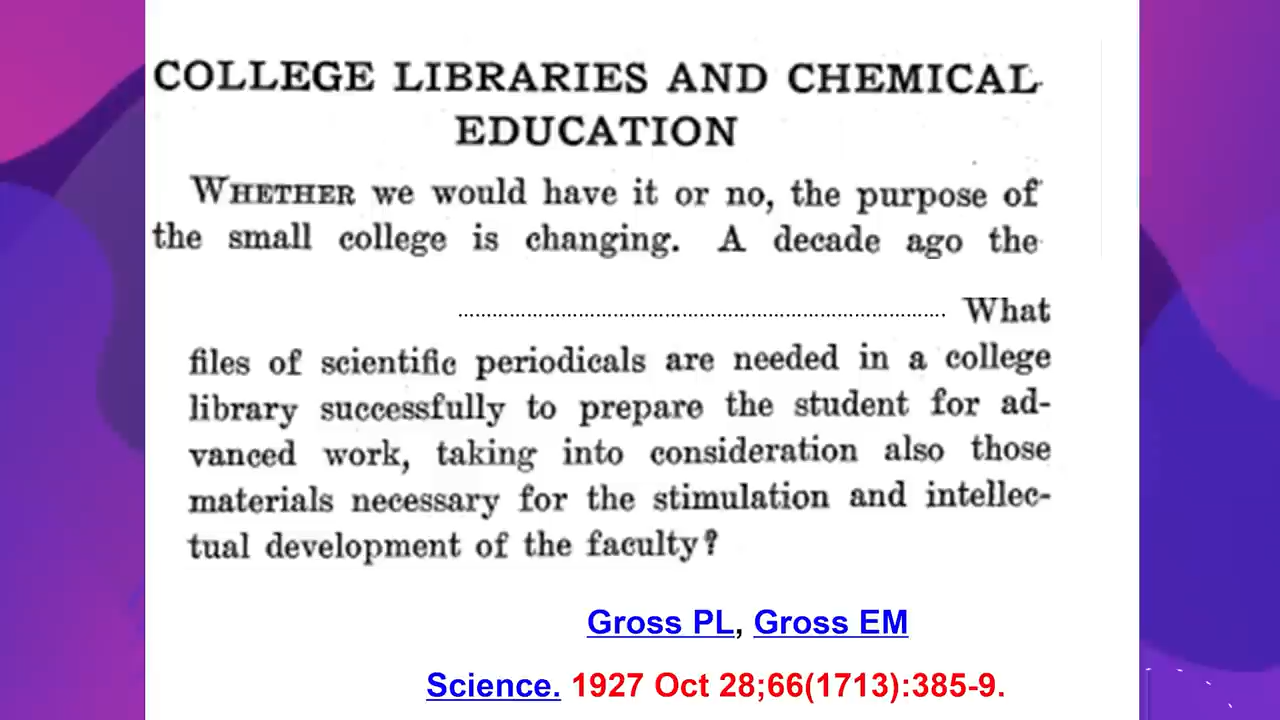 COLLEGE LIBRARIES AND CHEMICAL
EDUCATION
WHETHER we would have it or no, the purpose of
the small college is changing. A decade ago the
.................................................................................. What
files of scientific periodicals are needed in a college
library successfully to prepare the student for ad-
vanced work, taking into consideration also those
materials necessary for the stimulation and intellec-
tual development of the faculty?
Gross PL, Gross EM
Science. 1927 Oct 28;66(1713):385-9.